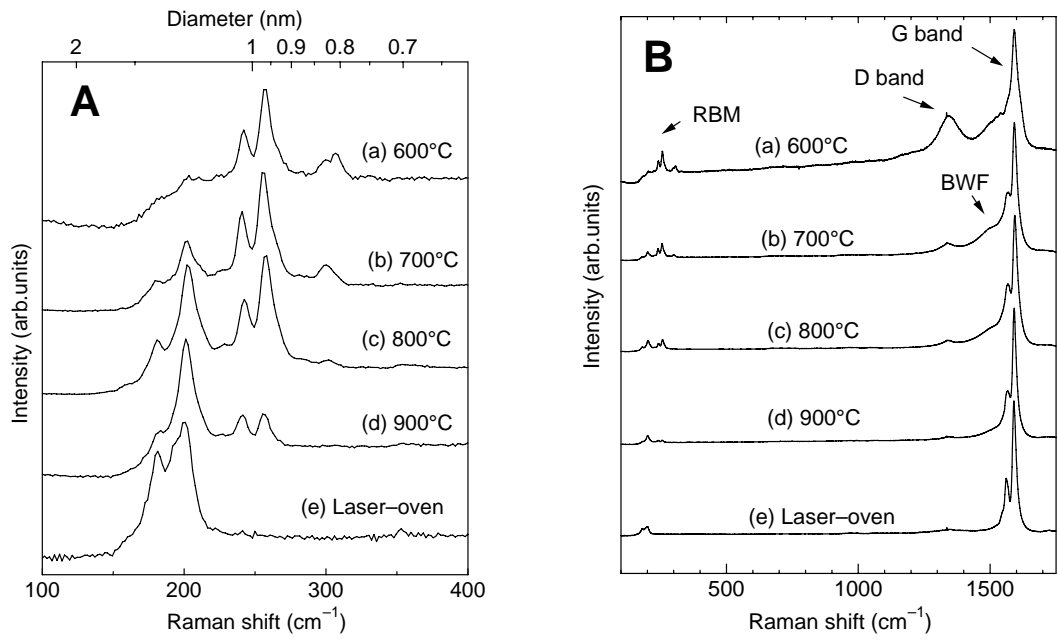 Diameter (nm)
2 1 0.9 0.8 0.7
A
(a) 600°C
(b) 700°C
(c) 800°C
(d) 900°C
(e) Laser–oven
Intensity (arb.units)
100 200 300 400
Raman shift (cm⁻¹)
B
G band
D band
RBM
(a) 600°C
BWF
(b) 700°C
(c) 800°C
(d) 900°C
(e) Laser–oven
Intensity (arb.units)
500 1000 1500
Raman shift (cm⁻¹)